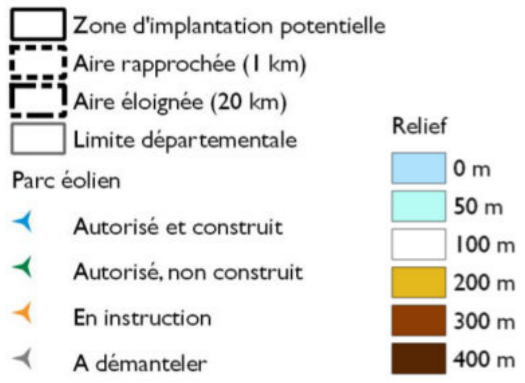 Zone d'implantation potentielle
Aire rapprochée (1 km)
Aire éloignée (20 km)
Limite départementale
Parc éolien
Autorisé et construit
Autorisé, non construit
En instruction
A démanteler
Relief
0 m
50 m
100 m
200 m
300 m
400 m